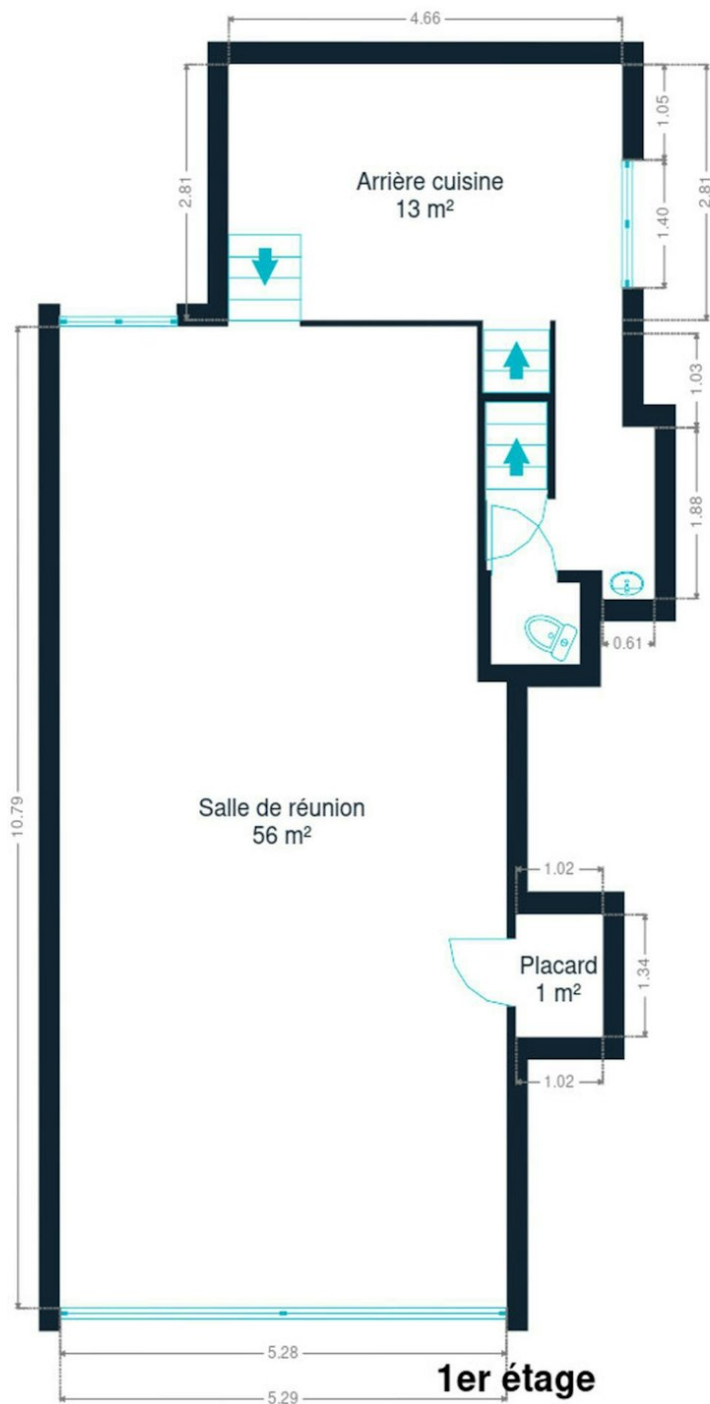 4.66
2.81
1.05
1.40
2.81
Arrière cuisine
13 m²
1.03
1.88
0.61
10.79
Salle de réunion
56 m²
1.02
Placard
1 m²
1.34
1.02
5.28
5.29
1er étage